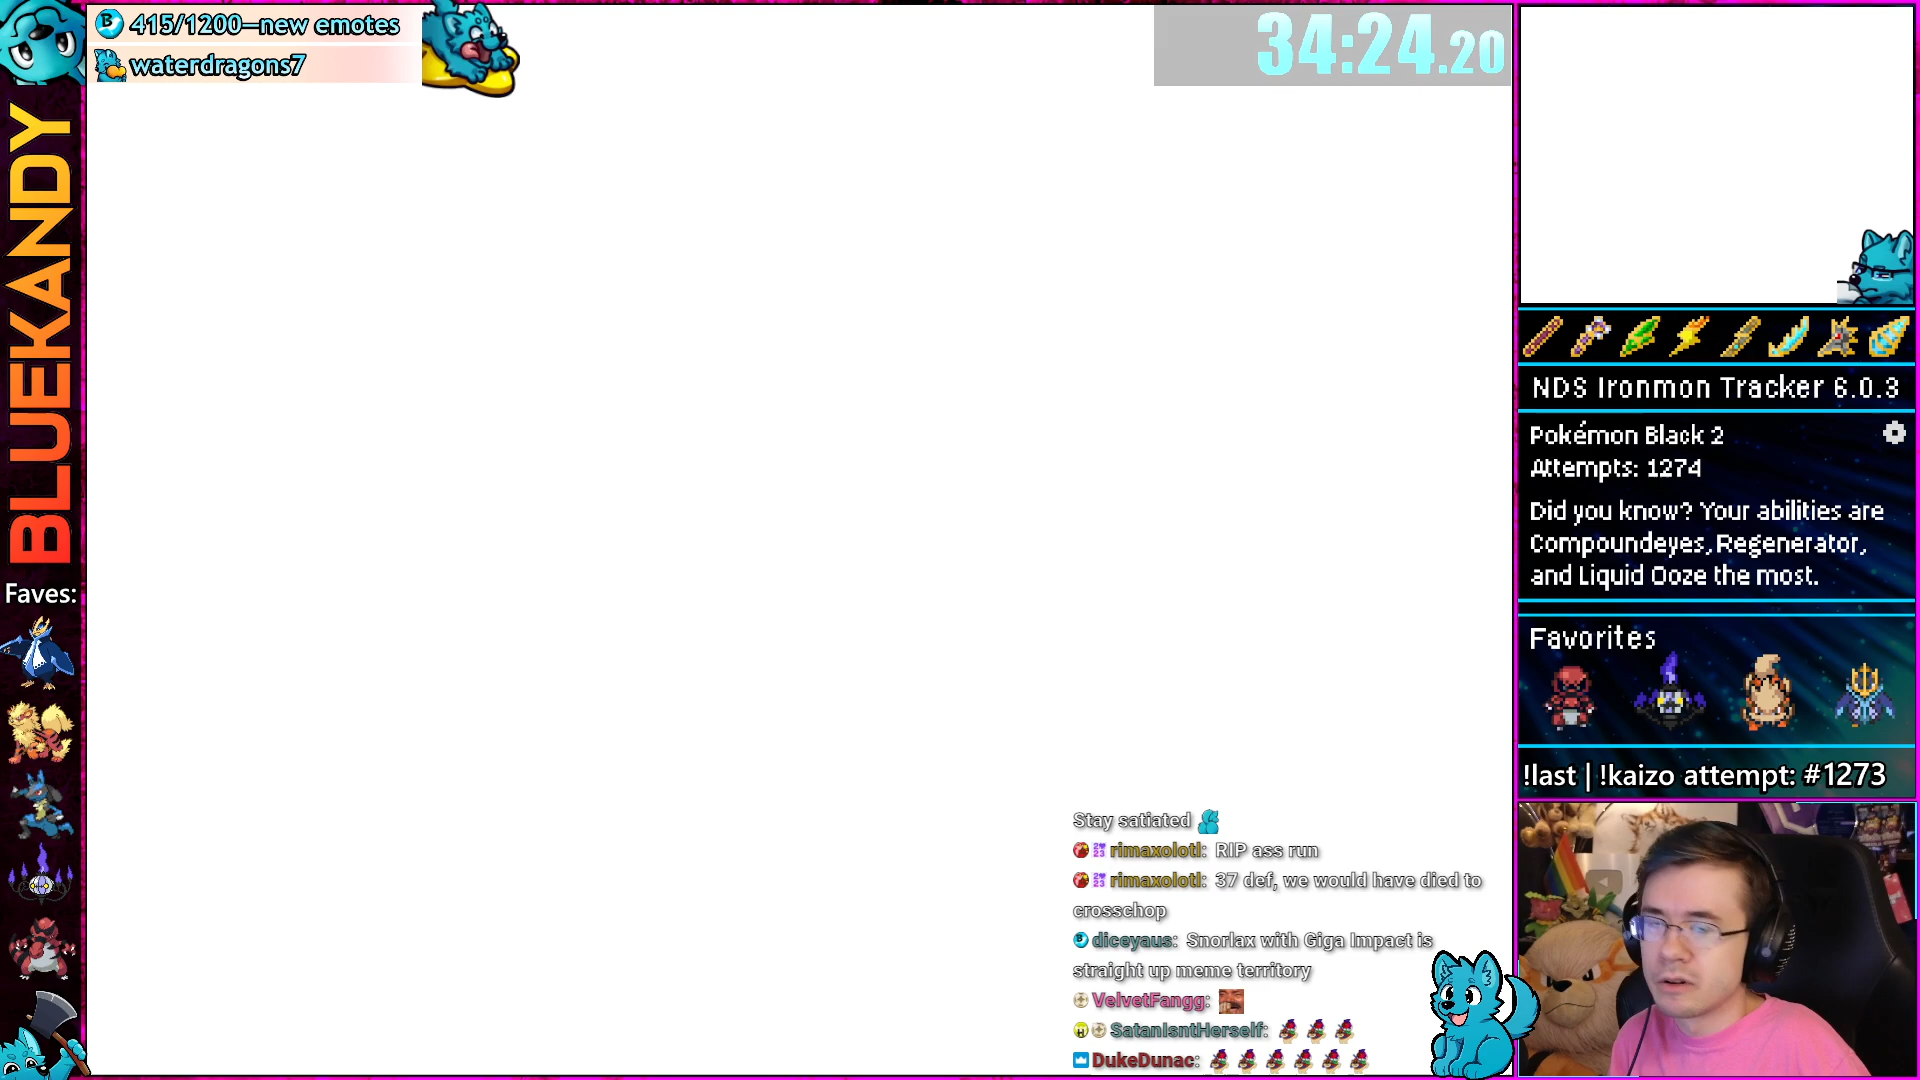 415/1200—new emotes
waterdragons7
34:24.20
BLUEKANDY
Faves:
NDS Ironmon Tracker 6.0.3
Pokémon Black 2
Attempts: 1274
Did you know? Your abilities are
Compoundeyes, Regenerator,
and Liquid Ooze the most.
Favorites
!last | !kaizo attempt: #1273
Stay satiated
rimaxolotl: RIP ass run
rimaxolotl: 37 def, we would have died to
crosschop
diceyaus: Snorlax with Giga Impact is
straight up meme territory
VelvetFangg:
SatanIsntHerself:
DukeDunac: